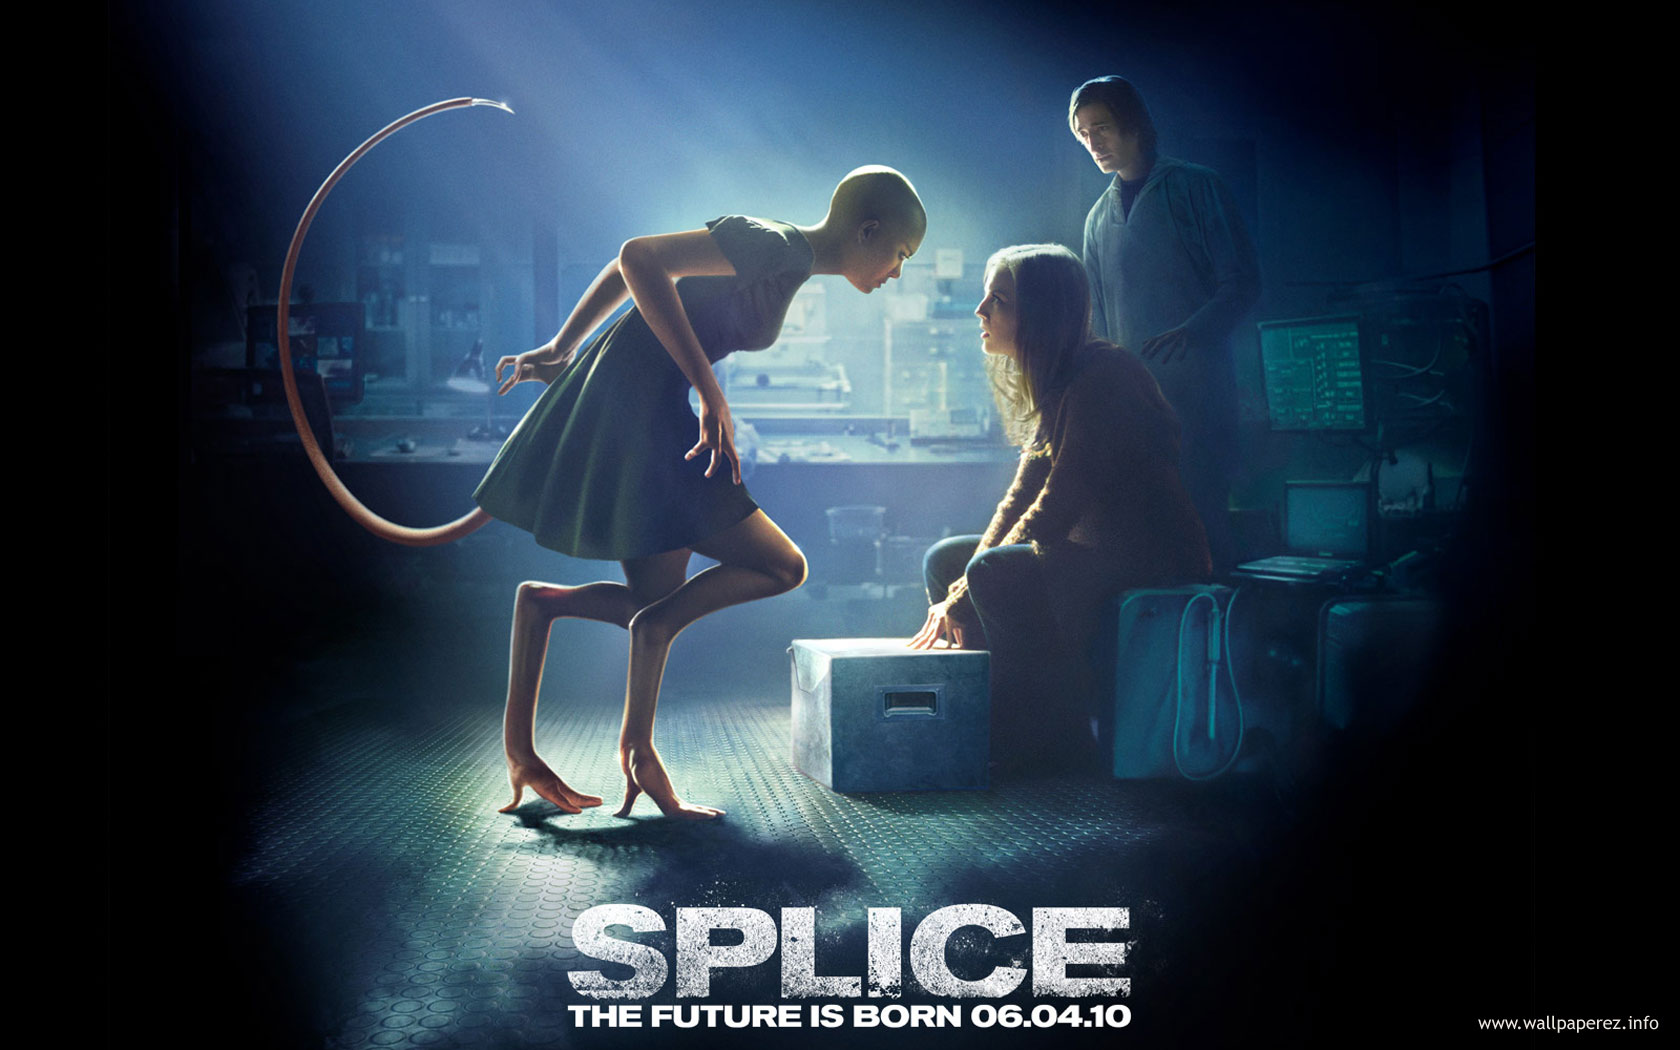 SPLICE
THE FUTURE IS BORN 06.04.10
www.wallpaperez.info